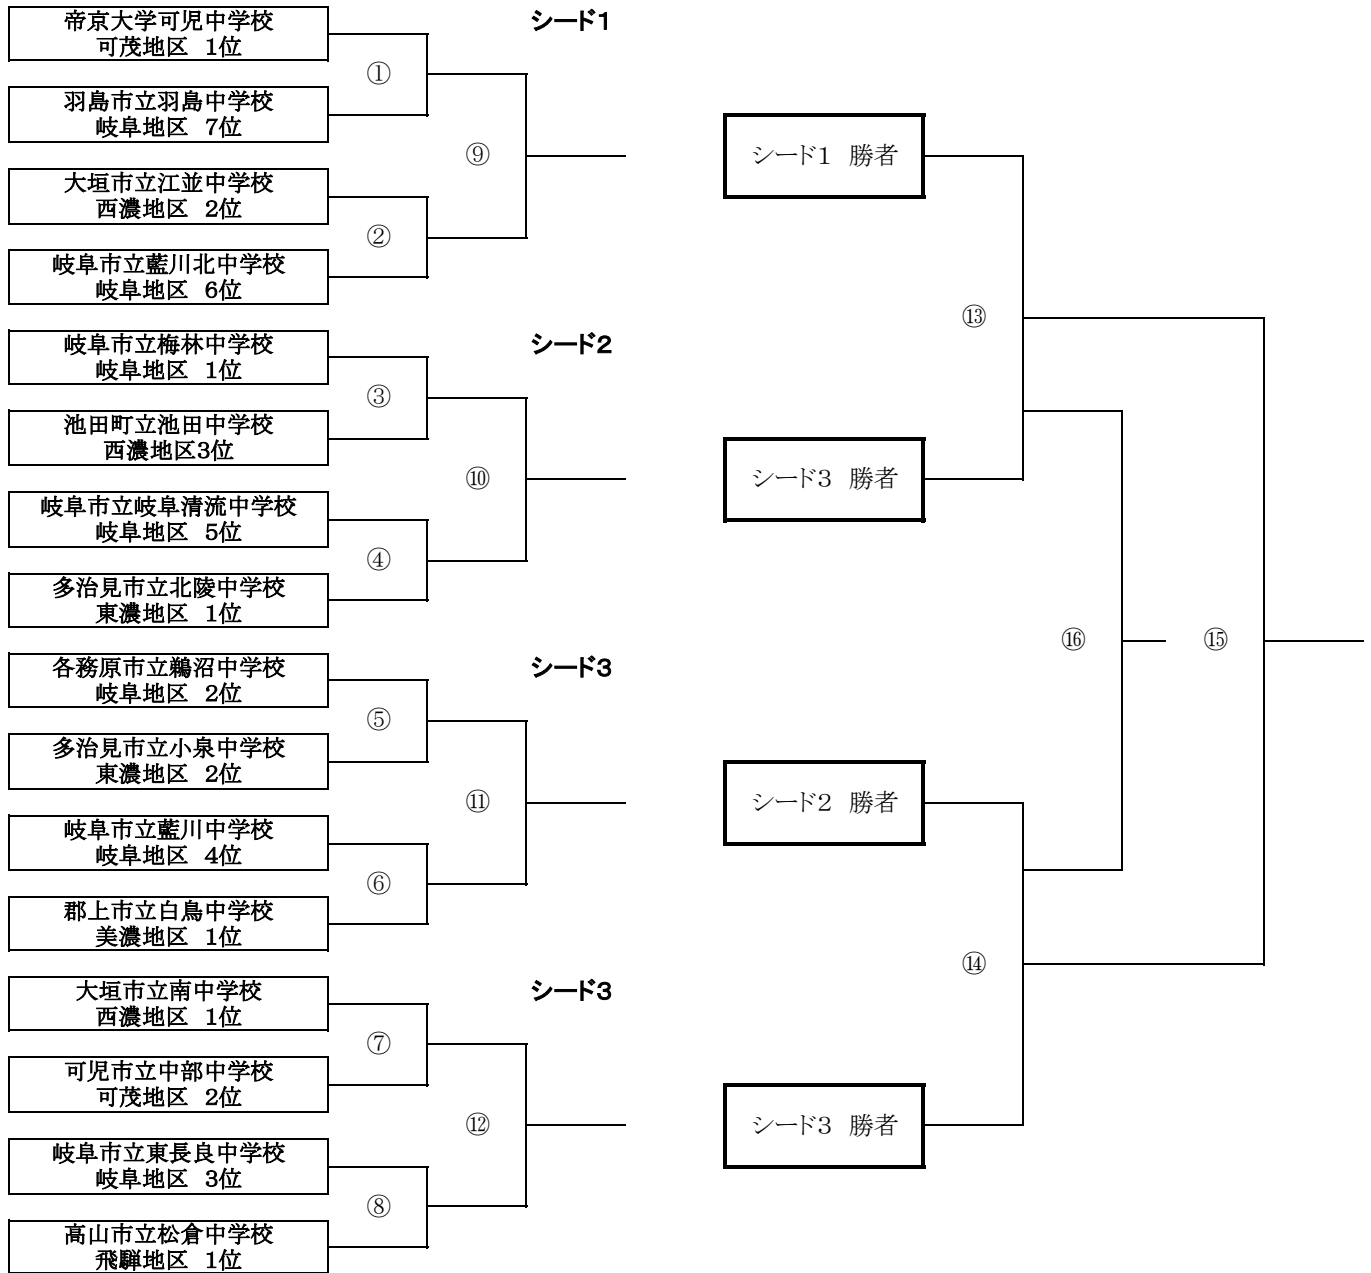 帝京大学可児中学校
可茂地区 1位
シード1
①
羽島市立羽島中学校
岐阜地区 7位
⑨
シード1 勝者
大垣市立江並中学校
西濃地区 2位
②
岐阜市立藍川北中学校
岐阜地区 6位
⑬
岐阜市立梅林中学校
岐阜地区 1位
シード2
③
池田町立池田中学校
西濃地区3位
⑩
シード3 勝者
岐阜市立岐阜清流中学校
岐阜地区 5位
④
多治見市立北陵中学校
東濃地区 1位
⑯
⑮
各務原市立鵜沼中学校
岐阜地区 2位
シード3
⑤
多治見市立小泉中学校
東濃地区 2位
⑪
シード2 勝者
岐阜市立藍川中学校
岐阜地区 4位
⑥
郡上市立白鳥中学校
美濃地区 1位
⑭
大垣市立南中学校
西濃地区 1位
シード3
⑦
可児市立中部中学校
可茂地区 2位
⑫
シード3 勝者
岐阜市立東長良中学校
岐阜地区 3位
⑧
高山市立松倉中学校
飛騨地区 1位